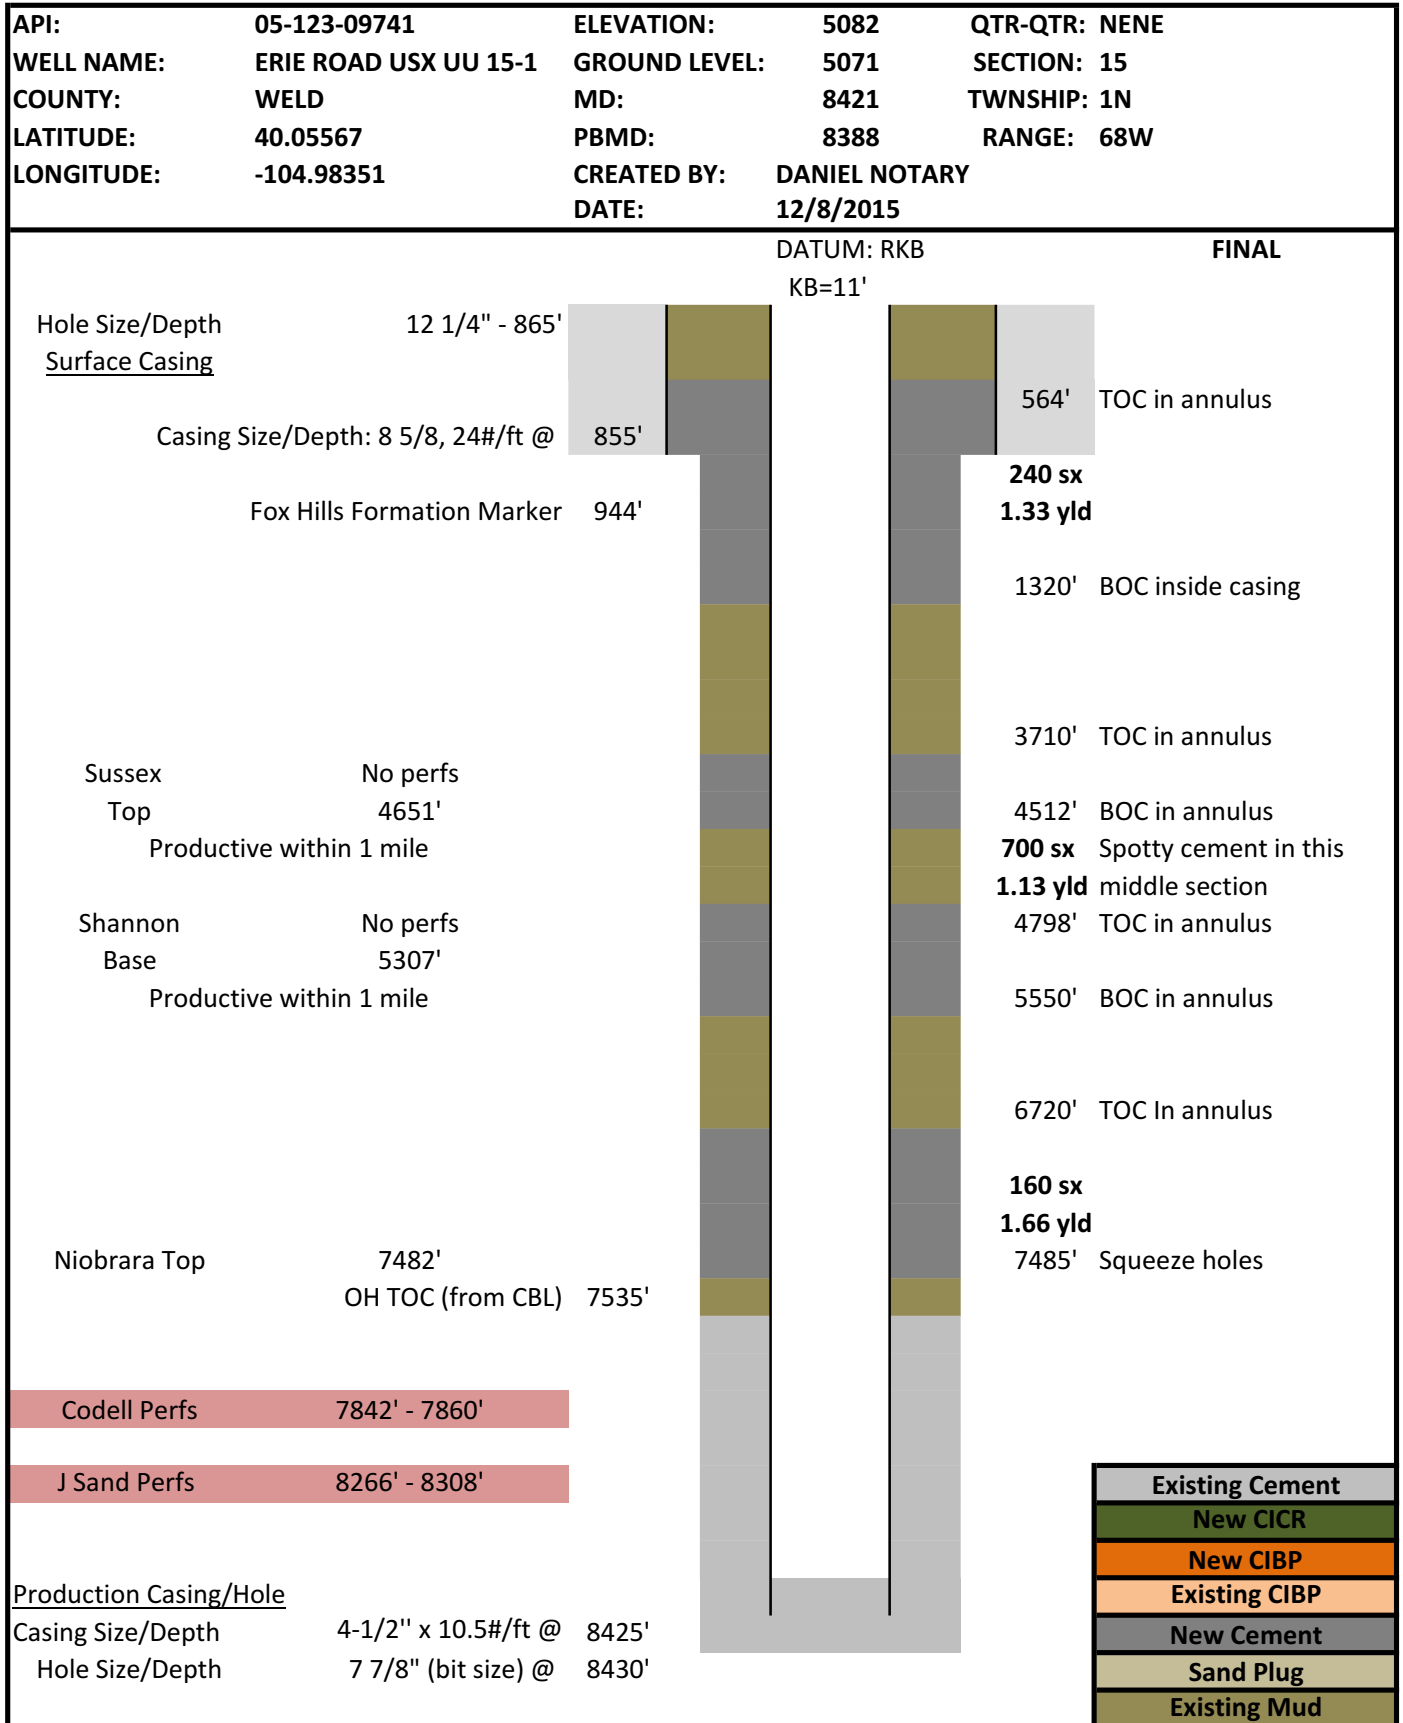 API: 05-123-09741 ELEVATION: 5082 QTR-QTR: NENE
WELL NAME: ERIE ROAD USX UU 15-1 GROUND LEVEL: 5071 SECTION: 15
COUNTY: WELD MD: 8421 TWNSHIP: 1N
LATITUDE: 40.05567 PBMD: 8388 RANGE: 68W
LONGITUDE: -104.98351 CREATED BY: DANIEL NOTARY
DATE: 12/8/2015
DATUM: RKB FINAL
KB=11'
Hole Size/Depth 12 1/4" - 865'
Surface Casing
564' TOC in annulus
Casing Size/Depth: 8 5/8, 24#/ft @ 855'
240 sx
Fox Hills Formation Marker 944' 1.33 yld
1320' BOC inside casing
3710' TOC in annulus
Sussex No perfs
Top 4651' 4512' BOC in annulus
Productive within 1 mile 700 sx Spotty cement in this
1.13 yld middle section
Shannon No perfs 4798' TOC in annulus
Base 5307'
Productive within 1 mile 5550' BOC in annulus
6720' TOC In annulus
160 sx
1.66 yld
Niobrara Top 7482' 7485' Squeeze holes
OH TOC (from CBL) 7535'
Codell Perfs 7842' - 7860'
J Sand Perfs 8266' - 8308' Existing Cement
New CICR
New CIBP
Production Casing/Hole Existing CIBP
Casing Size/Depth 4-1/2'' x 10.5#/ft @ 8425' New Cement
Hole Size/Depth 7 7/8" (bit size) @ 8430' Sand Plug
Existing Mud